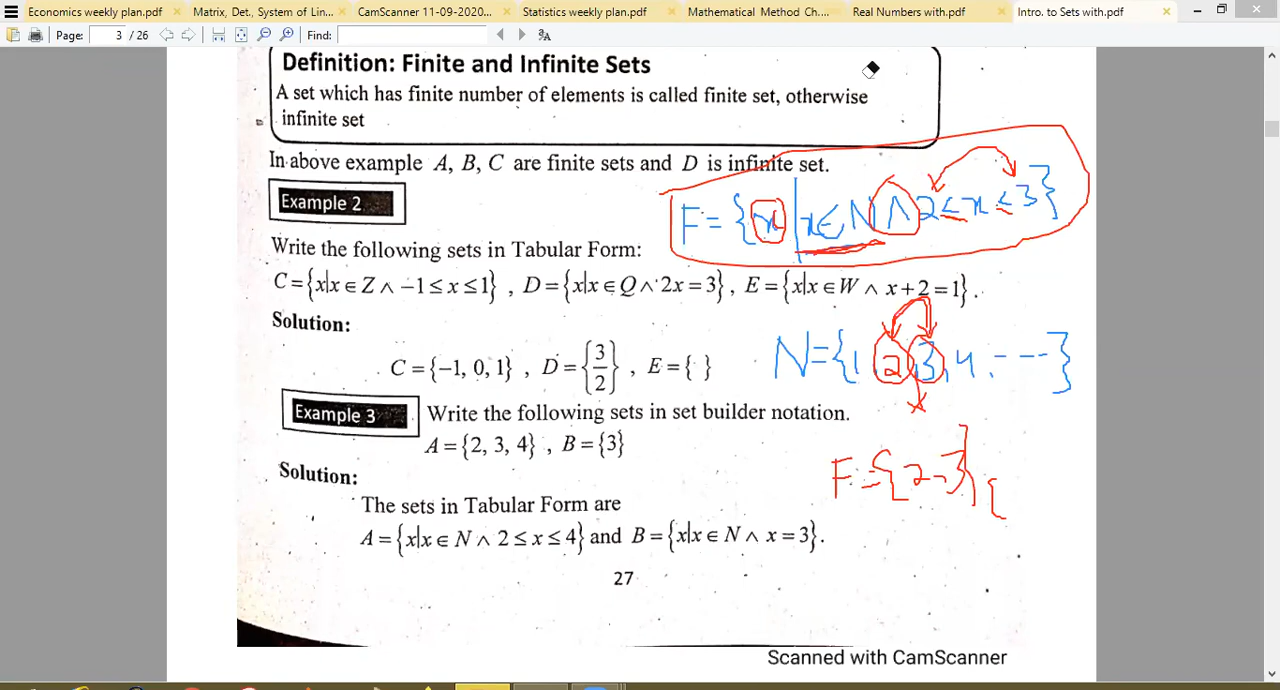 Economics weekly plan.pdf × Matrix, Det., System of Lin... × CamScanner 11-09-2020... × Statistics weekly plan.pdf × Mathematical Method Ch.... × Real Numbers with.pdf × Intro. to Sets with.pdf ×
Page: 3 / 26 Find:
Definition: Finite and Infinite Sets
A set which has finite number of elements is called finite set, otherwise
infinite set
In above example A, B, C are finite sets and D is infinite set.
Example 2
F = {x|x∈N∧2≤x≤3}
Write the following sets in Tabular Form:
C={x|x∈Z∧−1≤x≤1} , D={x|x∈Q∧2x=3}, E={x|x∈W∧x+2=1}.
Solution:
C={−1, 0, 1} , D={3/2} , E={ }
N={1,2,3,4,---}
Example 3 Write the following sets in set builder notation.
A={2, 3, 4} , B={3}
F={2,3} {
Solution:
The sets in Tabular Form are
A={x|x∈N∧2≤x≤4} and B={x|x∈N∧x=3}.
27
Scanned with CamScanner